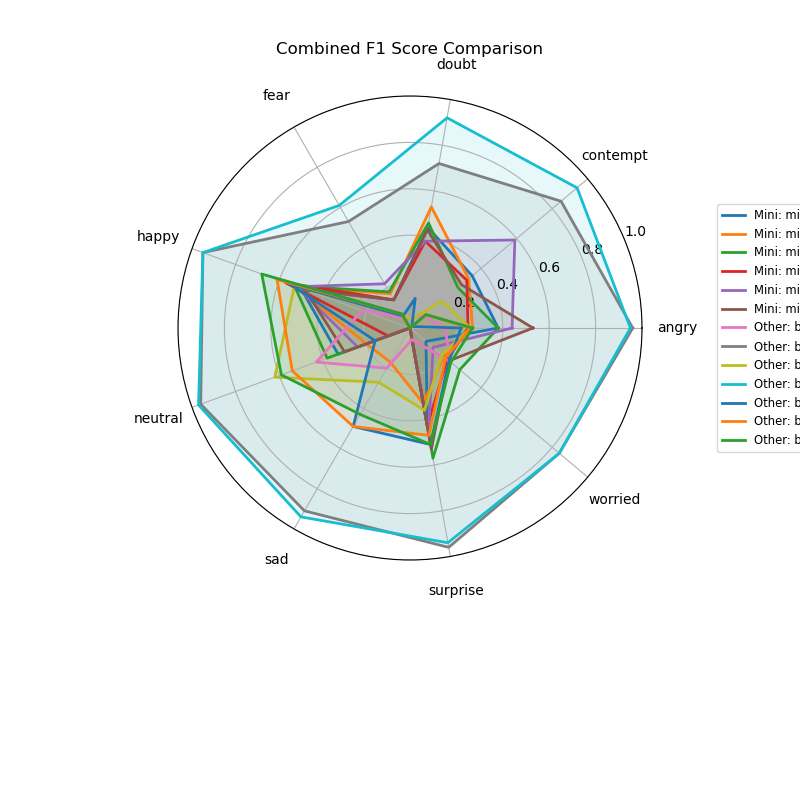 Combined F1 Score Comparison
doubt
fear
contempt
happy
1.0
0.8
0.6
0.4
angry
neutral
worried
sad
surprise
Mini: mi
Mini: mi
Mini: mi
Mini: mi
Mini: mi
Mini: mi
Other: b
Other: b
Other: b
Other: b
Other: b
Other: b
Other: b